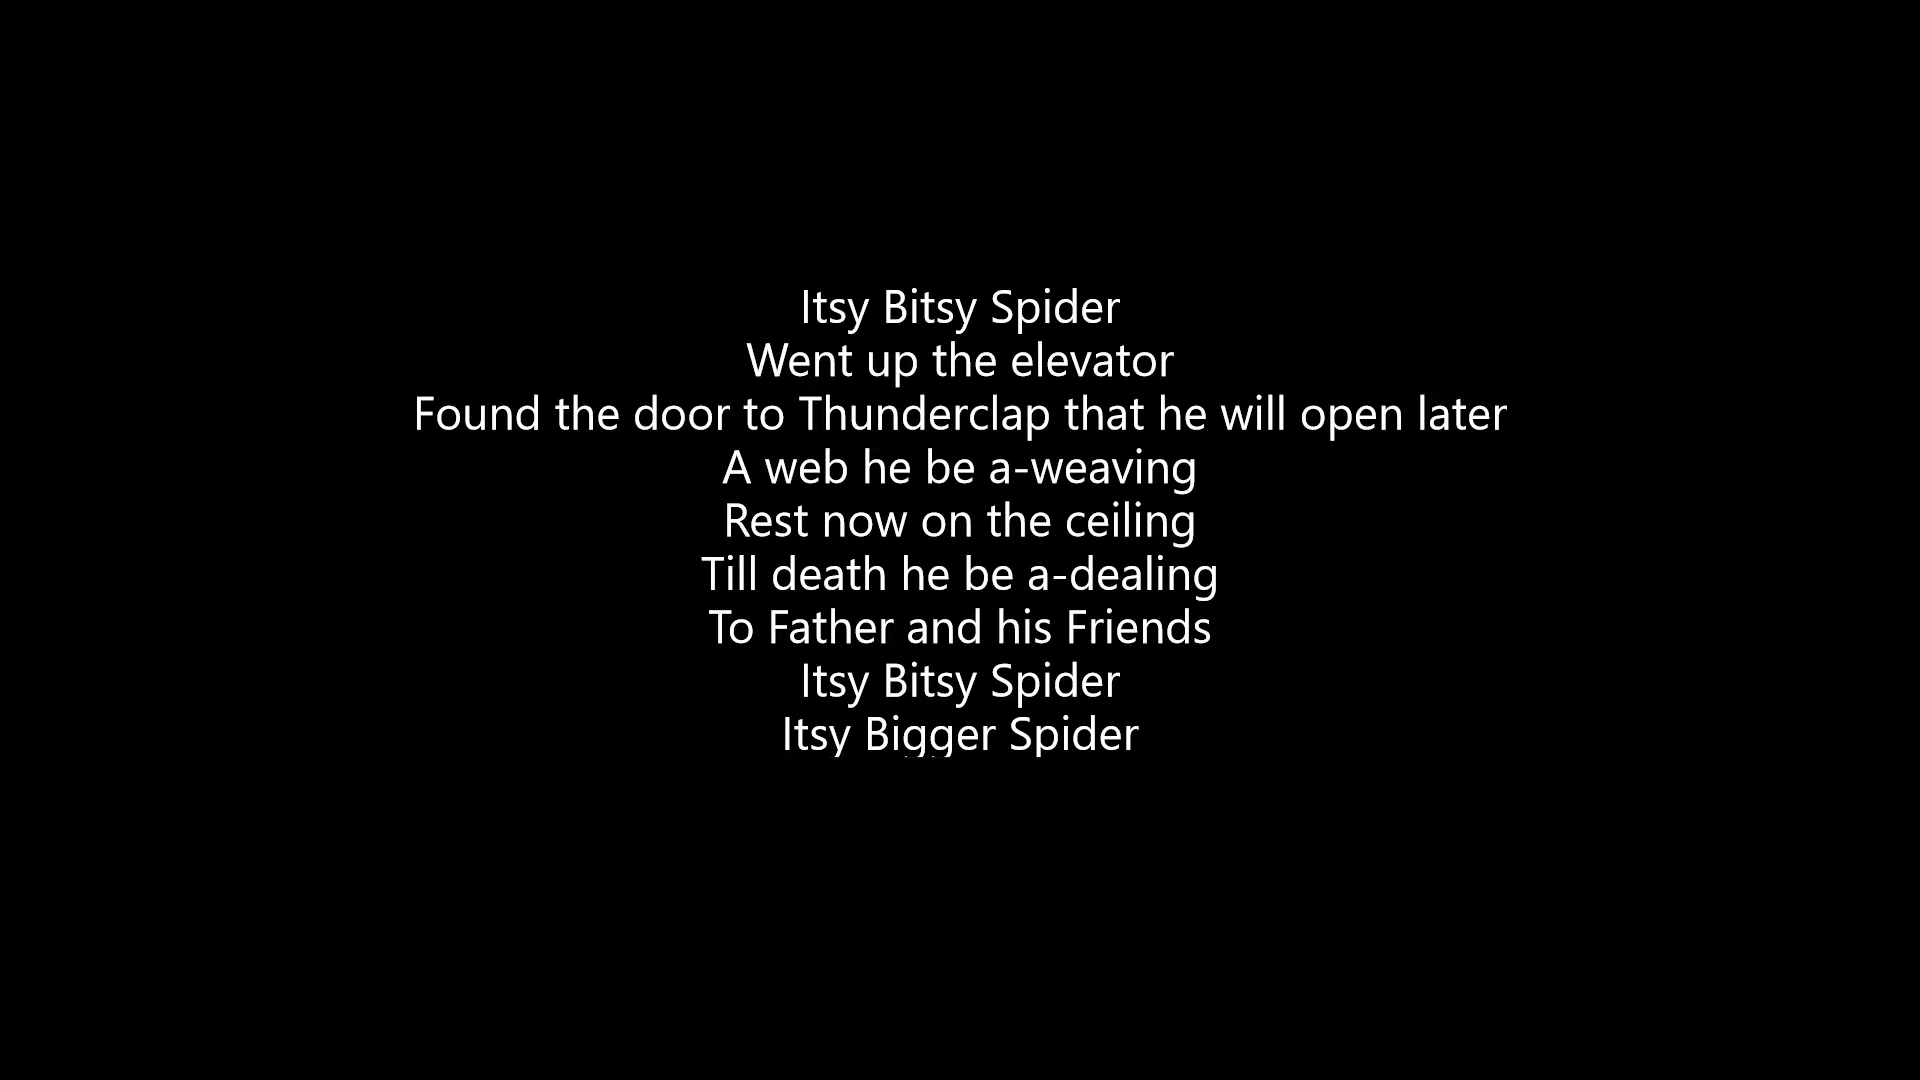 Itsy Bitsy Spider
Went up the elevator
Found the door to Thunderclap that he will open later
A web he be a-weaving
Rest now on the ceiling
Till death he be a-dealing
To Father and his Friends
Itsy Bitsy Spider
Itsy Bigger Spider